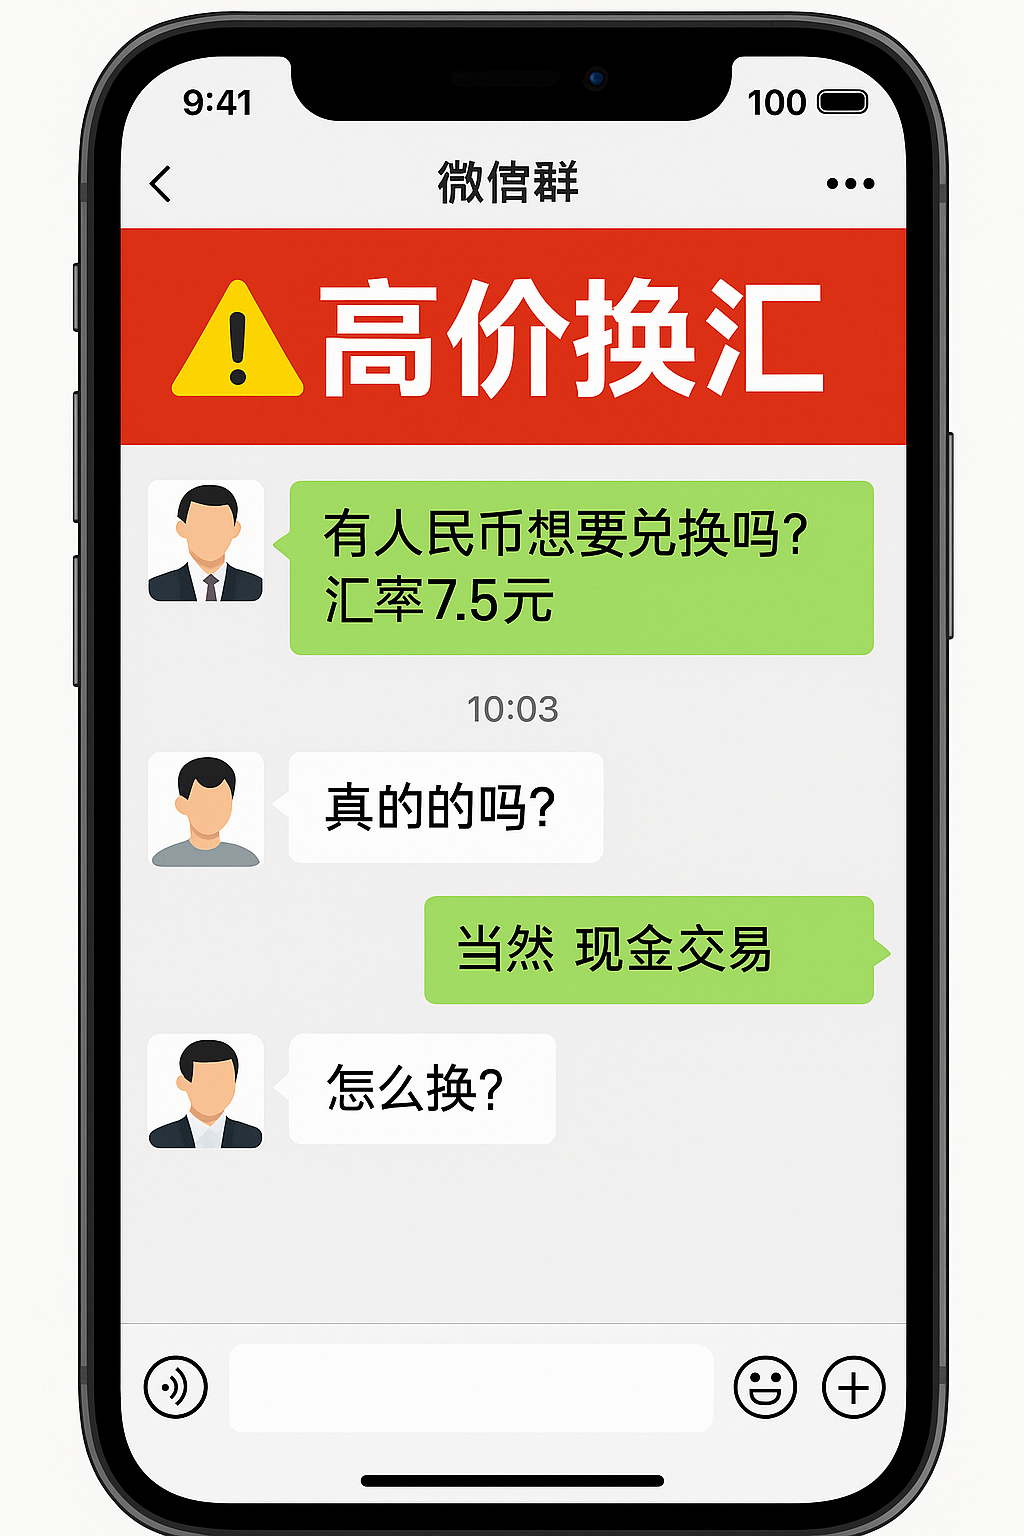 9:41
100
微信群
高价换汇
有人民币想要兑换吗?
汇率7.5元
10:03
真的的吗?
当然 现金交易
怎么换?